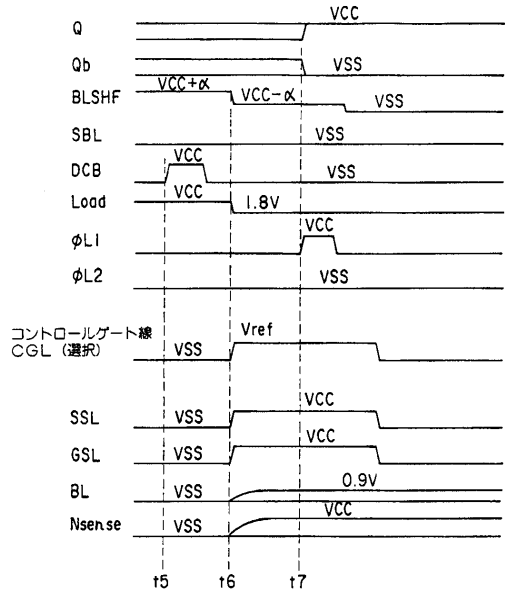 Q VCC
Qb VSS
BLSHF VCC+α VCC-α VSS
SBL VSS
DCB VCC VSS
Load VCC 1.8V
φL1 VCC
φL2 VSS
コントロールゲート線
CGL (選択) VSS Vref
SSL VSS VCC
GSL VSS VCC
BL VSS 0.9V
Nsense VSS VCC
t5 t6 t7